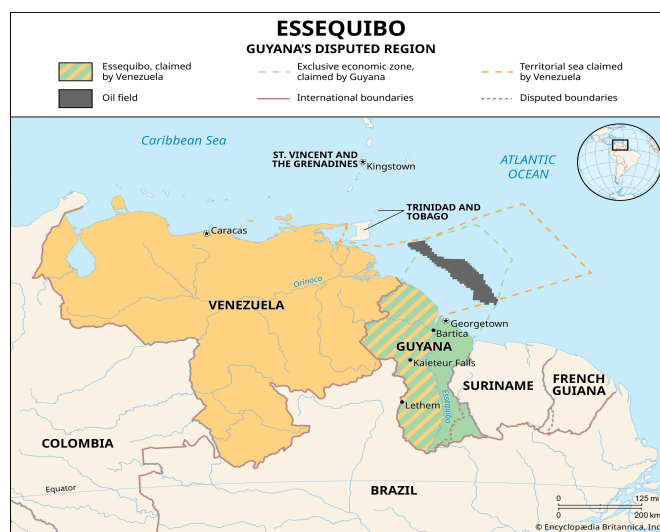 ESSEQUIBO
GUYANA'S DISPUTED REGION
Essequibo, claimed
by Venezuela
Exclusive economic zone,
claimed by Guyana
Territorial sea claimed
by Venezuela
Oil field
International boundaries
Disputed boundaries
Caribbean Sea
ST. VINCENT AND
THE GRENADINES
Kingstown
ATLANTIC
OCEAN
TRINIDAD AND
TOBAGO
Caracas
Orinoco
VENEZUELA
Georgetown
Bartica
GUYANA
Kaieteur Falls
SURINAME
FRENCH
GUIANA
Essequibo
Lethem
COLOMBIA
Equator
BRAZIL
0 125 mi
0 200 km
© Encyclopædia Britannica, Inc.